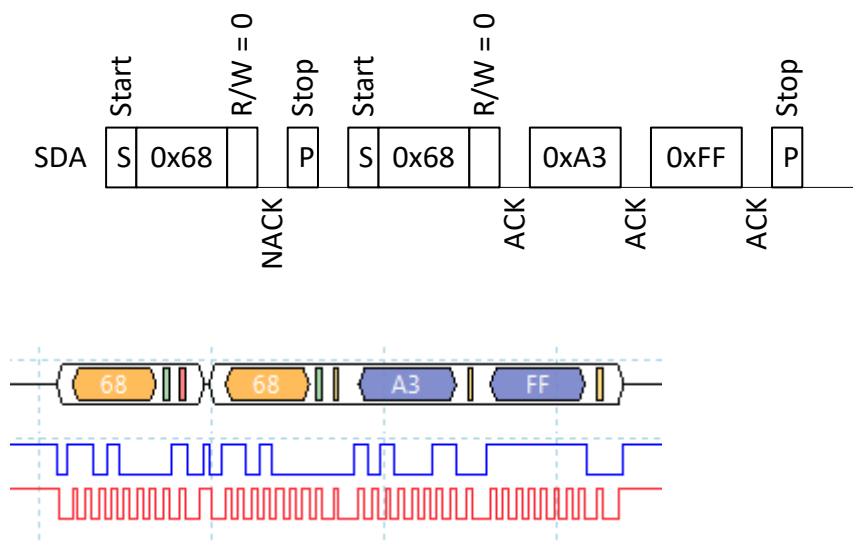 Start R/W = 0 Stop Start R/W = 0 Stop
SDA S 0x68 P S 0x68 0xA3 0xFF P
NACK ACK ACK ACK
68 68 A3 FF